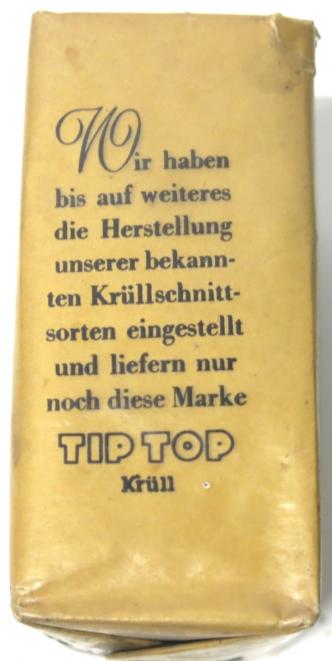 Wir haben
bis auf weiteres
die Herstellung
unserer bekann-
ten Krüllschnitt-
sorten eingestellt
und liefern nur
noch diese Marke
TIP TOP
Krüll